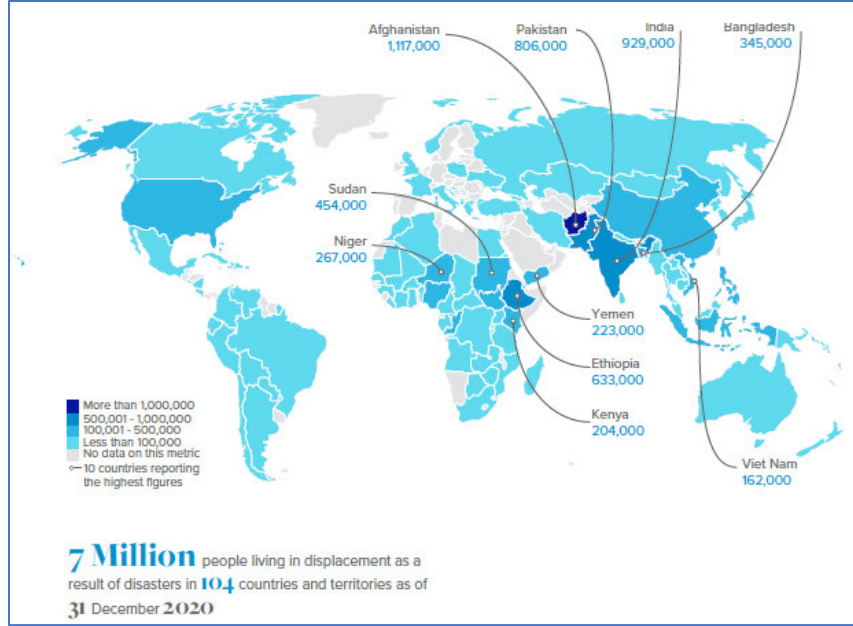 Afghanistan
1,117,000
Pakistan
806,000
India
929,000
Bangladesh
345,000
Sudan
454,000
Niger
267,000
Yemen
223,000
Ethiopia
633,000
Kenya
204,000
Viet Nam
162,000
More than 1,000,000
500,001 - 1,000,000
100,001 - 500,000
Less than 100,000
No data on this metric
10 countries reporting
the highest figures
7 Million people living in displacement as a
result of disasters in 104 countries and territories as of
31 December 2020